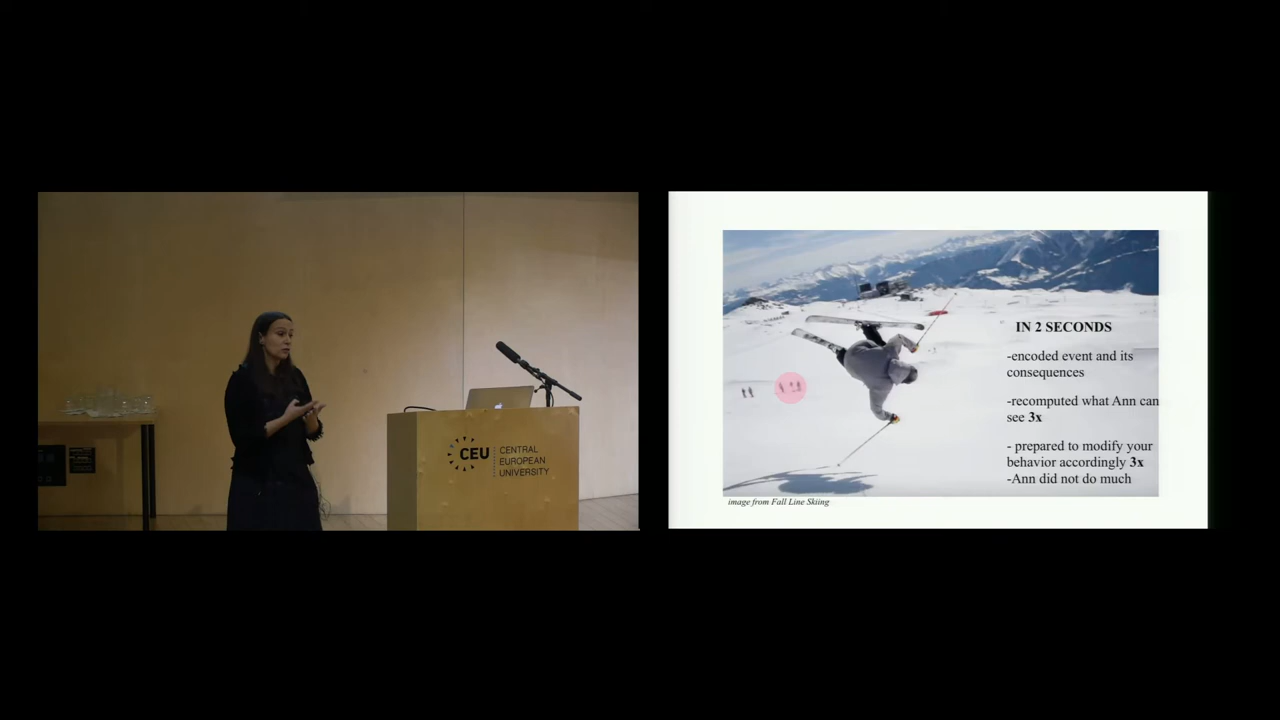 CEU
CENTRAL
EUROPEAN
UNIVERSITY
IN 2 SECONDS
-encoded event and its
consequences
-recomputed what Ann can
see 3x
- prepared to modify your
behavior accordingly 3x
-Ann did not do much
image from Fall Line Skiing